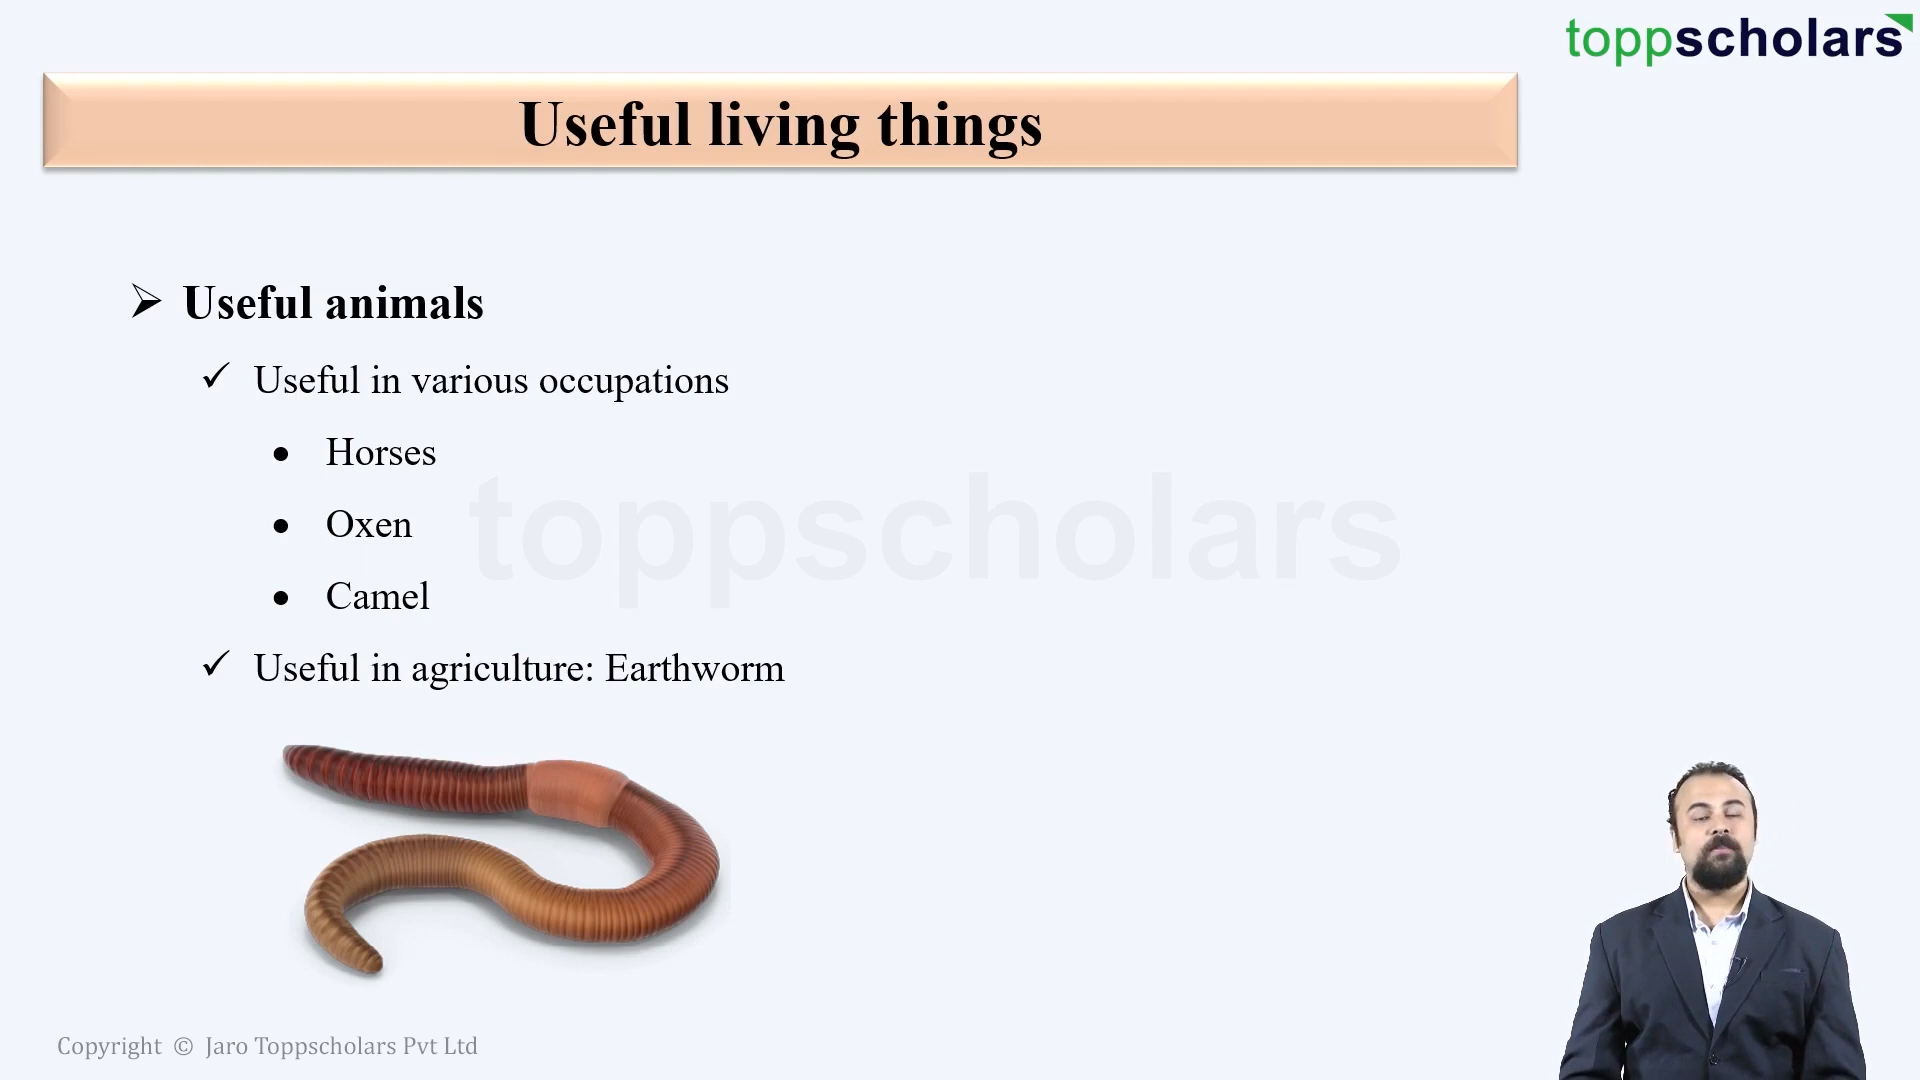 toppscholars
Useful living things
➢ Useful animals
✓ Useful in various occupations
• Horses
• Oxen
• Camel
✓ Useful in agriculture: Earthworm
toppscholars
Copyright © Jaro Toppscholars Pvt Ltd